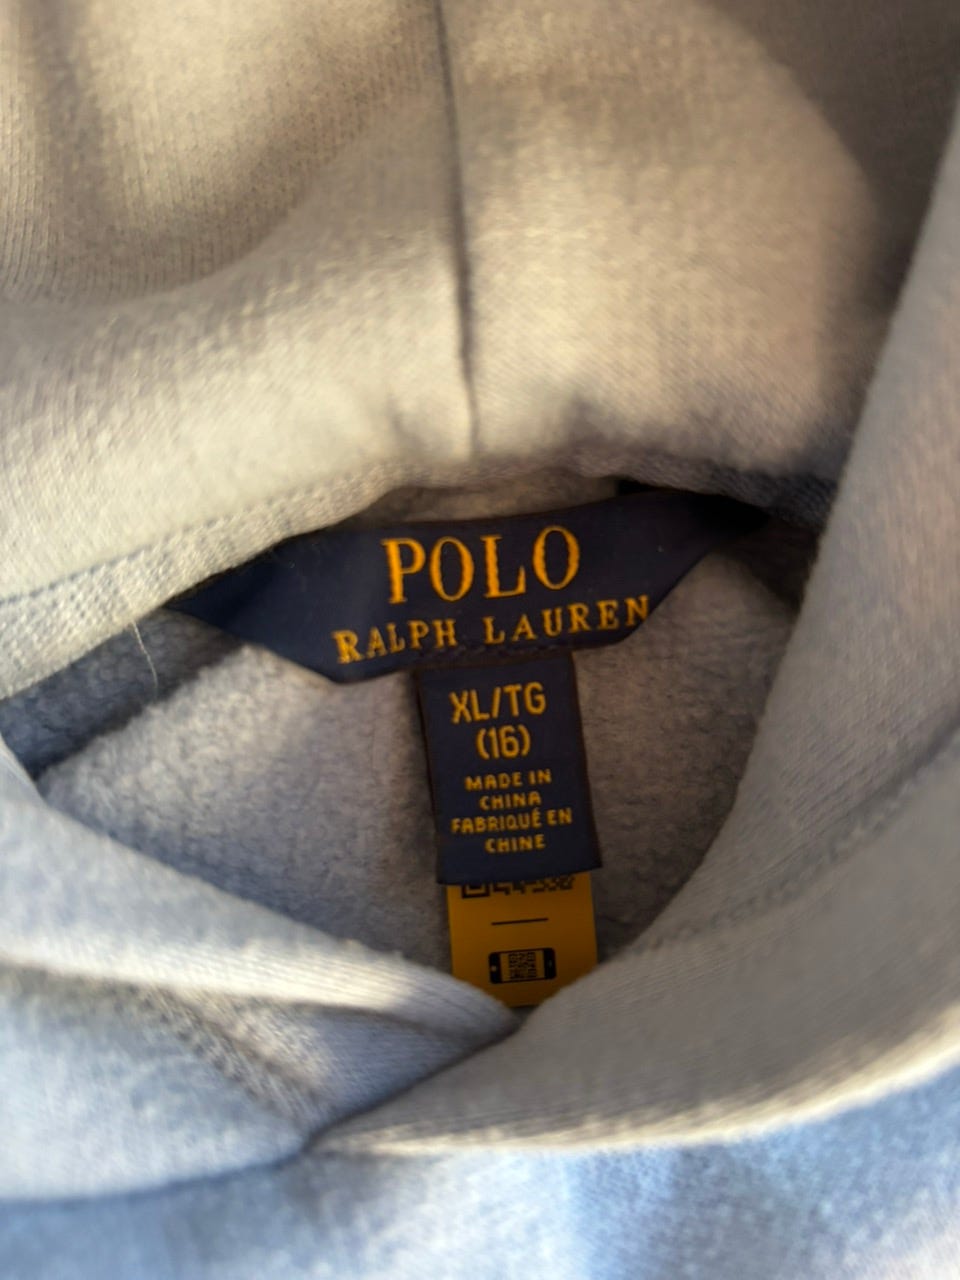 POLO
RALPH LAUREN
XL/TG
(16)
MADE IN
CHINA
FABRIQUÉ EN
CHINE